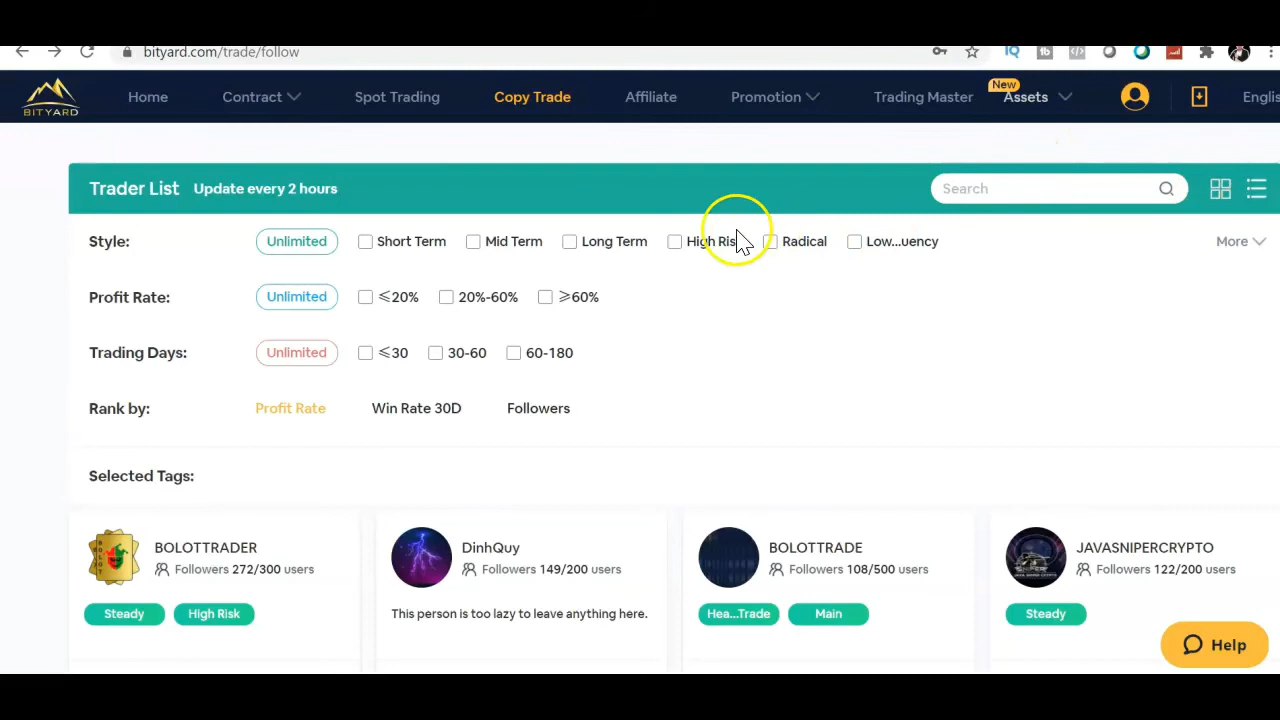 bityard.com/trade/follow
BITYARD Home Contract Spot Trading Copy Trade Affiliate Promotion Trading Master New Assets Englis
Trader List Update every 2 hours Search
Style: Unlimited Short Term Mid Term Long Term High Ris Radical Low...uency More
Profit Rate: Unlimited ≤20% 20%-60% ≥60%
Trading Days: Unlimited ≤30 30-60 60-180
Rank by: Profit Rate Win Rate 30D Followers
Selected Tags:
BOLOTTRADER DinhQuy BOLOTTRADE JAVASNIPERCRYPTO
Followers 272/300 users Followers 149/200 users Followers 108/500 users Followers 122/200 users
Steady High Risk This person is too lazy to leave anything here. Hea...Trade Main Steady
Help